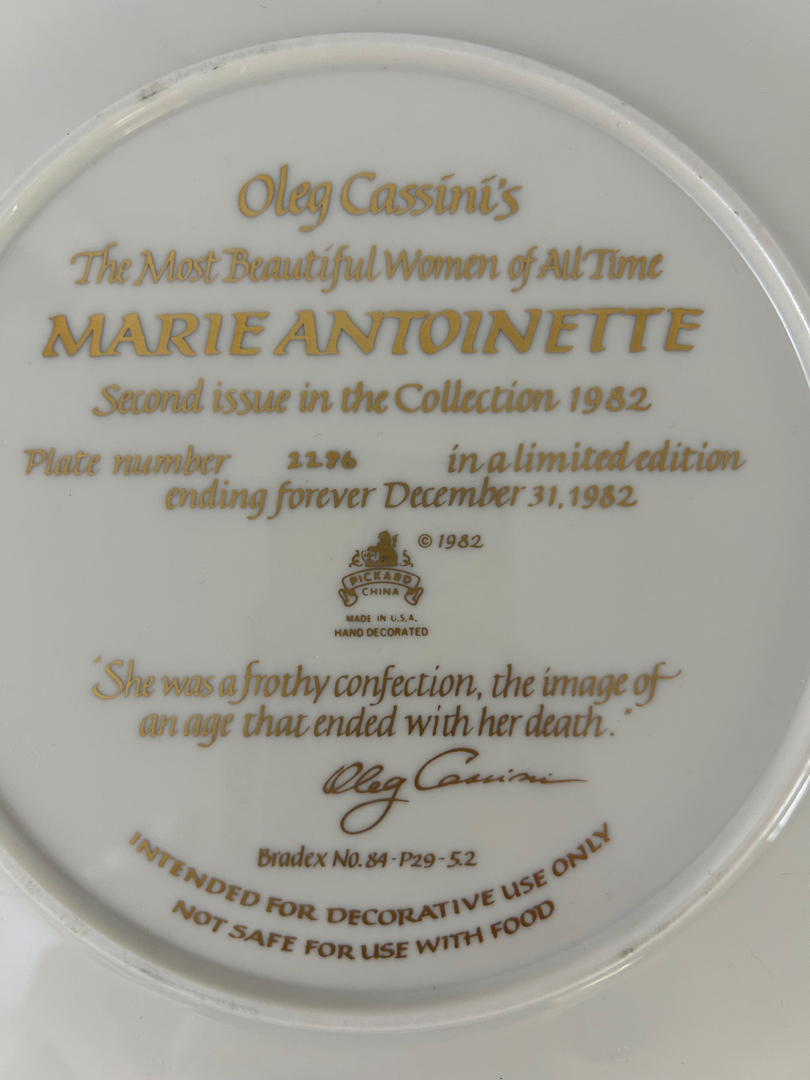 Oleg Cassini's
The Most Beautiful Women of All Time
MARIE ANTOINETTE
Second issue in the Collection 1982
Plate number 2286 in a limited edition
ending forever December 31, 1982
© 1982
PICKARD
CHINA
MADE IN U.S.A.
HAND DECORATED
"She was a frothy confection, the image of
an age that ended with her death."
Oleg Cassini
Bradex No. 84-P29-5.2
INTENDED FOR DECORATIVE USE ONLY
NOT SAFE FOR USE WITH FOOD